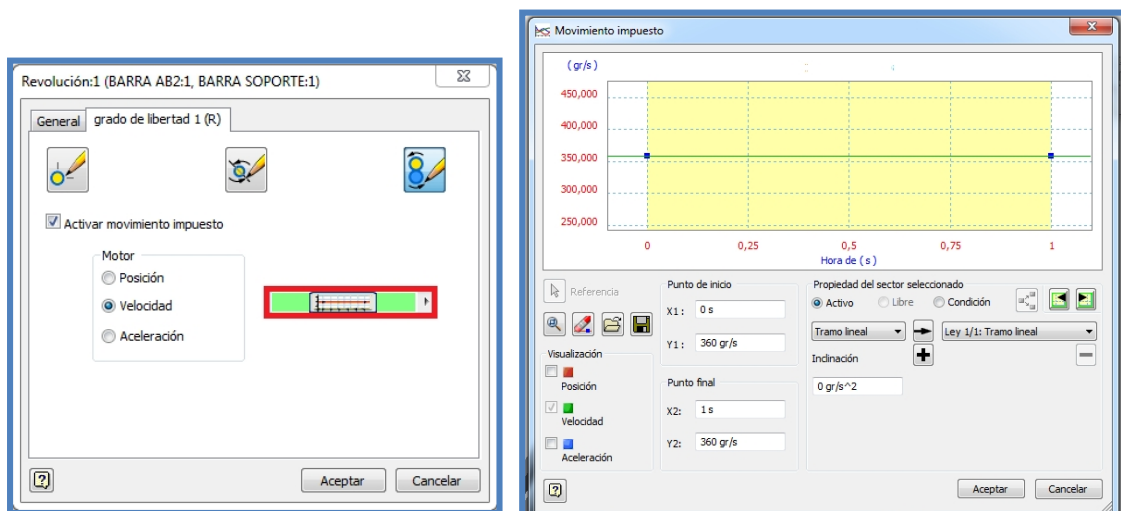 Revolución:1 (BARRA AB2:1, BARRA SOPORTE:1)
General
grado de libertad 1 (R)
Activar movimiento impuesto
Motor
Posición
Velocidad
Aceleración
Aceptar
Cancelar
Movimiento impuesto
(gr/s)
450,000
400,000
350,000
300,000
250,000
0
0,25
0,5
0,75
1
Hora de ( s )
Referencia
Visualización
Posición
Velocidad
Aceleración
Punto de inicio
X1:
0 s
Y1:
360 gr/s
Punto final
X2:
1 s
Y2:
360 gr/s
Propiedad del sector seleccionado
Activo
Libre
Condición
Tramo lineal
Ley 1/1: Tramo lineal
Indinación
0 gr/s^2
Aceptar
Cancelar